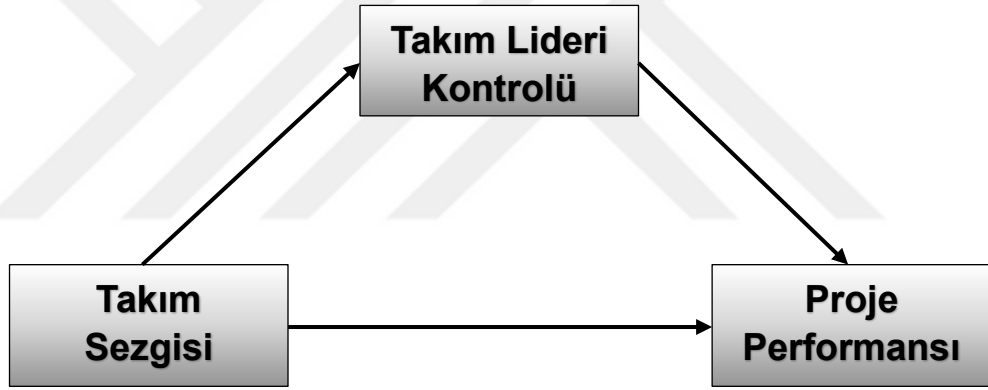 Takım Lideri
Kontrolü
Takım
Sezgisi
Proje
Performansı